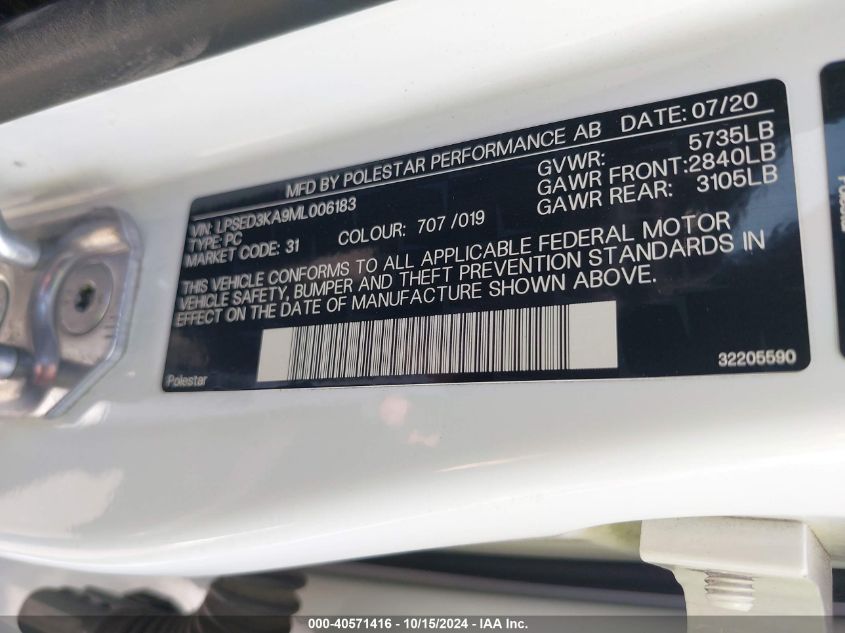 MFD BY POLESTAR PERFORMANCE AB DATE: 07/20
VIN: LPSED3KA9ML006183 GVWR: 5735LB
TYPE: PC GAWR FRONT: 2840LB
MARKET CODE: 31 COLOUR: 707 /019 GAWR REAR: 3105LB
THIS VEHICLE CONFORMS TO ALL APPLICABLE FEDERAL MOTOR
VEHICLE SAFETY, BUMPER AND THEFT PREVENTION STANDARDS IN
EFFECT ON THE DATE OF MANUFACTURE SHOWN ABOVE.
Polestar 32205590
000-40571416 - 10/15/2024 - IAA Inc.